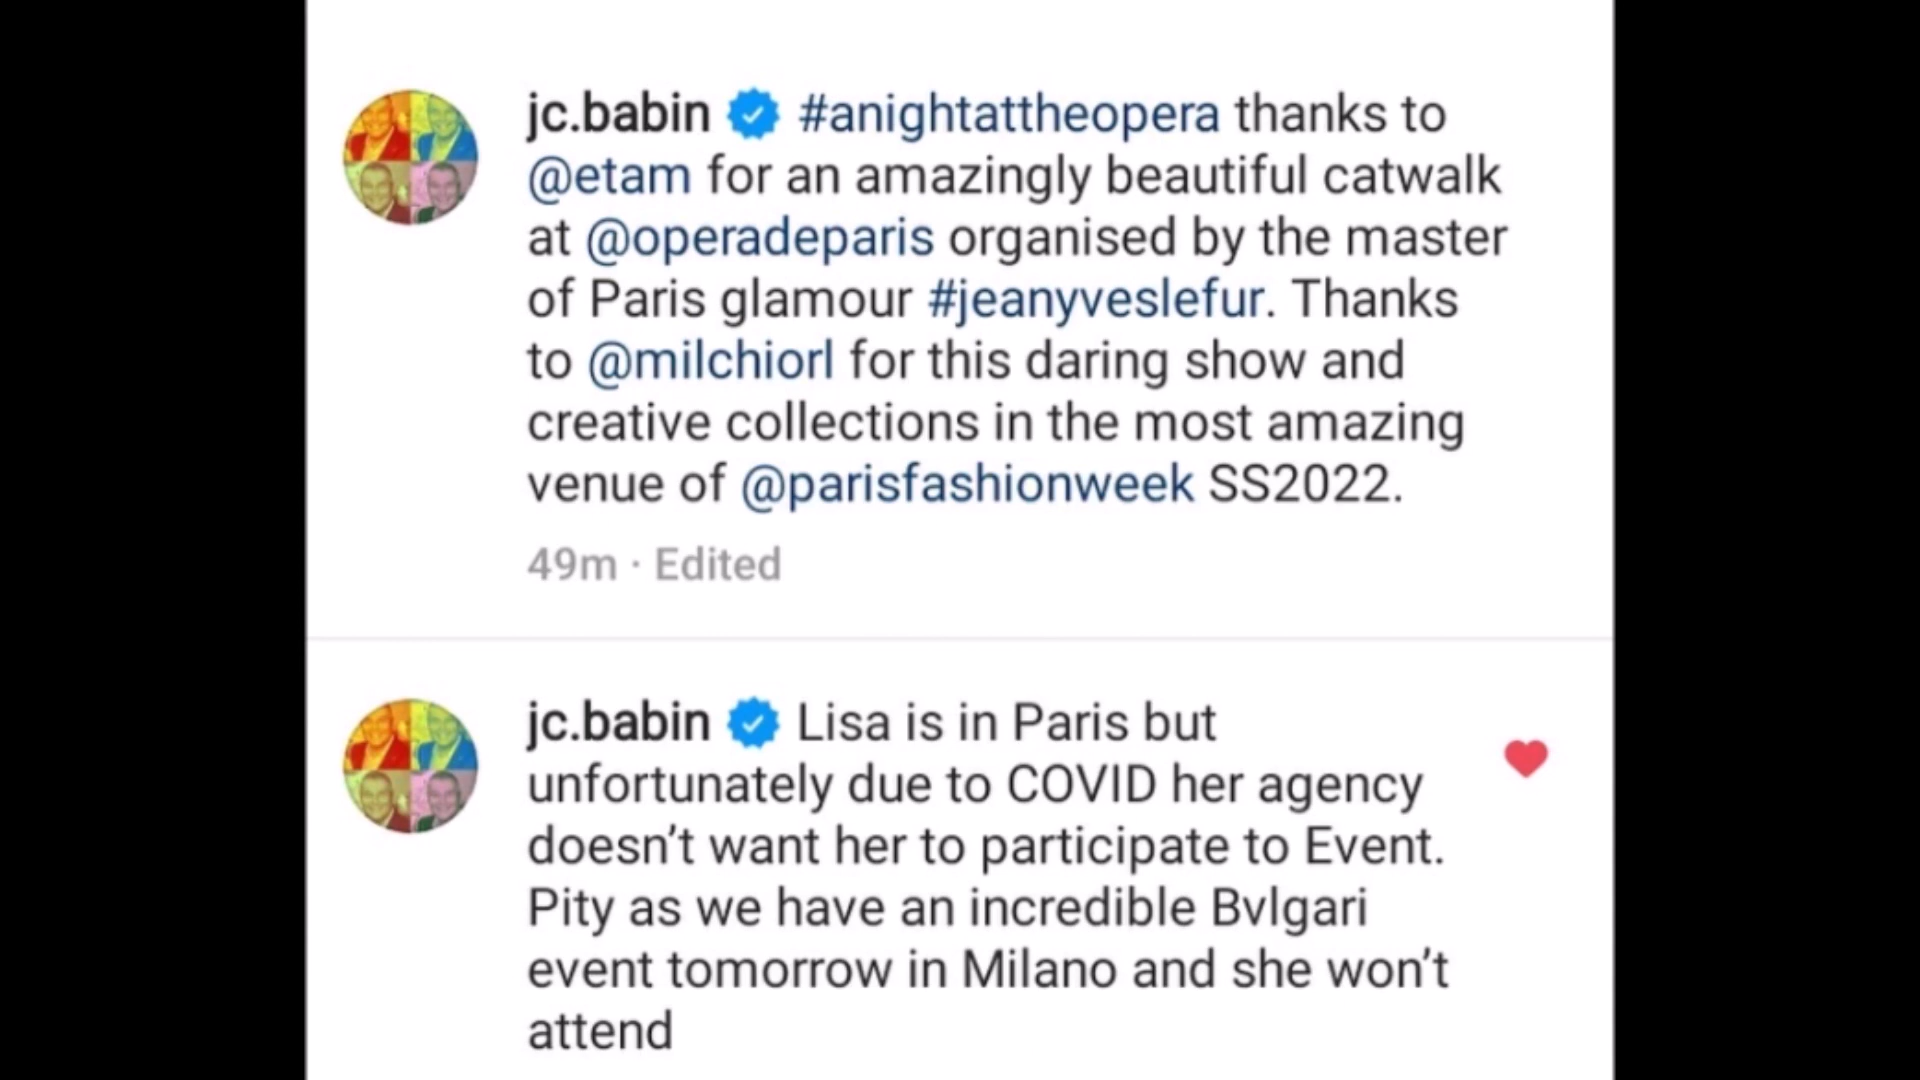 jc.babin #anightattheopera thanks to
@etam for an amazingly beautiful catwalk
at @operadeparis organised by the master
of Paris glamour #jeanyveslefur. Thanks
to @milchiorl for this daring show and
creative collections in the most amazing
venue of @parisfashionweek SS2022.
49m · Edited
jc.babin Lisa is in Paris but
unfortunately due to COVID her agency
doesn’t want her to participate to Event.
Pity as we have an incredible Bvlgari
event tomorrow in Milano and she won’t
attend